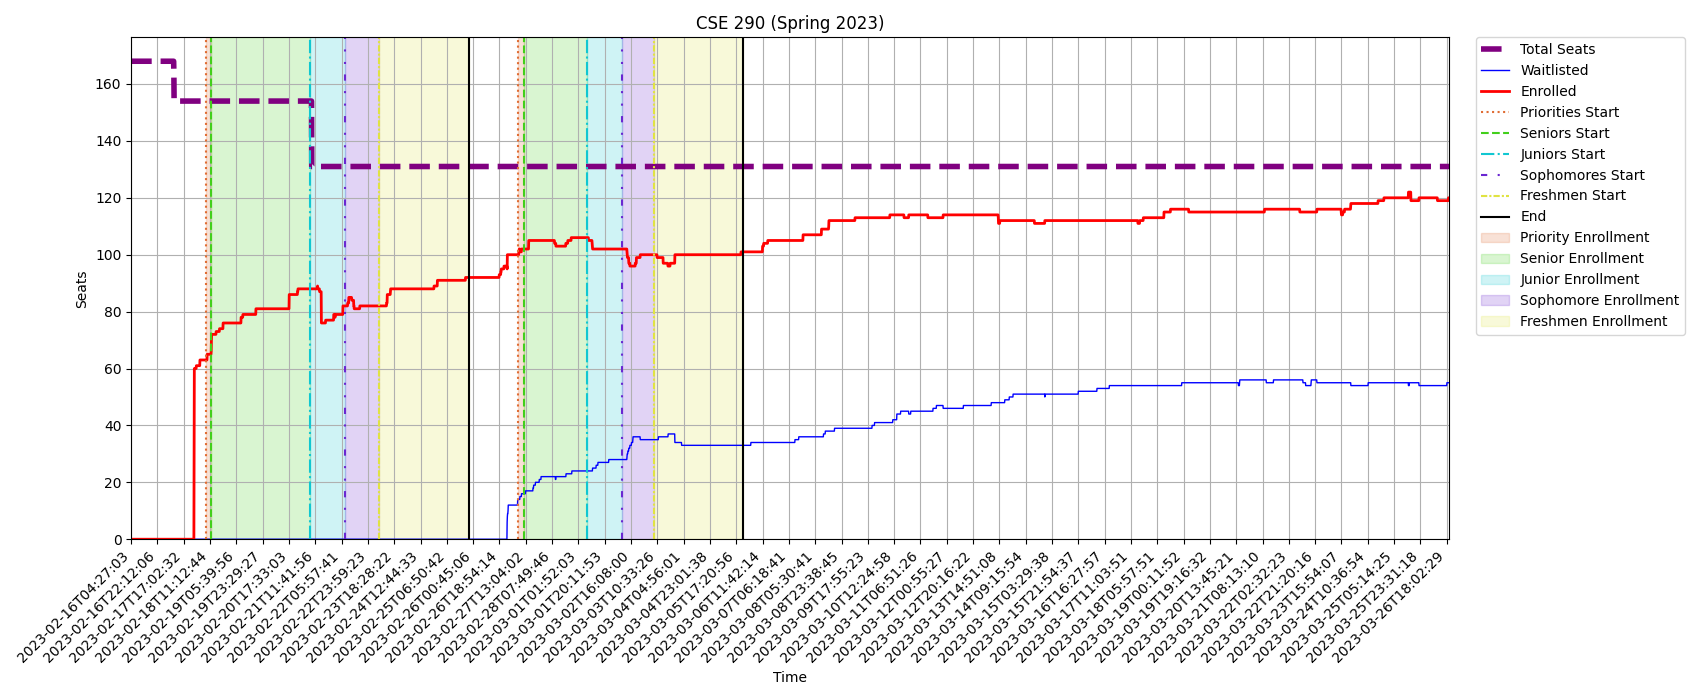 CSE 290 (Spring 2023)
Seats
160
140
120
100
80
60
40
20
0
2023-02-16T04:27:03
2023-02-16T22:12:06
2023-02-17T17:02:32
2023-02-18T11:12:44
2023-02-19T05:39:56
2023-02-19T23:29:27
2023-02-20T17:33:03
2023-02-21T11:41:56
2023-02-22T05:57:41
2023-02-22T23:59:23
2023-02-23T18:28:22
2023-02-24T12:44:33
2023-02-25T06:50:42
2023-02-26T00:45:06
2023-02-26T18:54:14
2023-02-27T13:04:02
2023-02-28T07:49:46
2023-03-01T01:52:03
2023-03-01T20:11:53
2023-03-02T16:08:00
2023-03-03T10:33:26
2023-03-04T04:56:01
2023-03-04T23:01:38
2023-03-05T17:20:56
2023-03-06T11:42:14
2023-03-07T06:18:41
2023-03-08T05:30:41
2023-03-08T23:38:45
2023-03-09T17:55:23
2023-03-10T12:24:58
2023-03-11T06:51:26
2023-03-12T00:55:27
2023-03-12T20:16:22
2023-03-13T14:51:08
2023-03-14T09:15:54
2023-03-15T03:29:38
2023-03-15T21:54:37
2023-03-16T16:27:57
2023-03-17T11:03:51
2023-03-18T05:57:51
2023-03-19T00:11:52
2023-03-19T19:16:32
2023-03-20T13:45:21
2023-03-21T08:13:10
2023-03-22T02:32:23
2023-03-22T21:20:16
2023-03-23T15:54:07
2023-03-24T10:36:54
2023-03-25T05:14:25
2023-03-25T23:31:18
2023-03-26T18:02:29
Time
Total Seats
Waitlisted
Enrolled
Priorities Start
Seniors Start
Juniors Start
Sophomores Start
Freshmen Start
End
Priority Enrollment
Senior Enrollment
Junior Enrollment
Sophomore Enrollment
Freshmen Enrollment